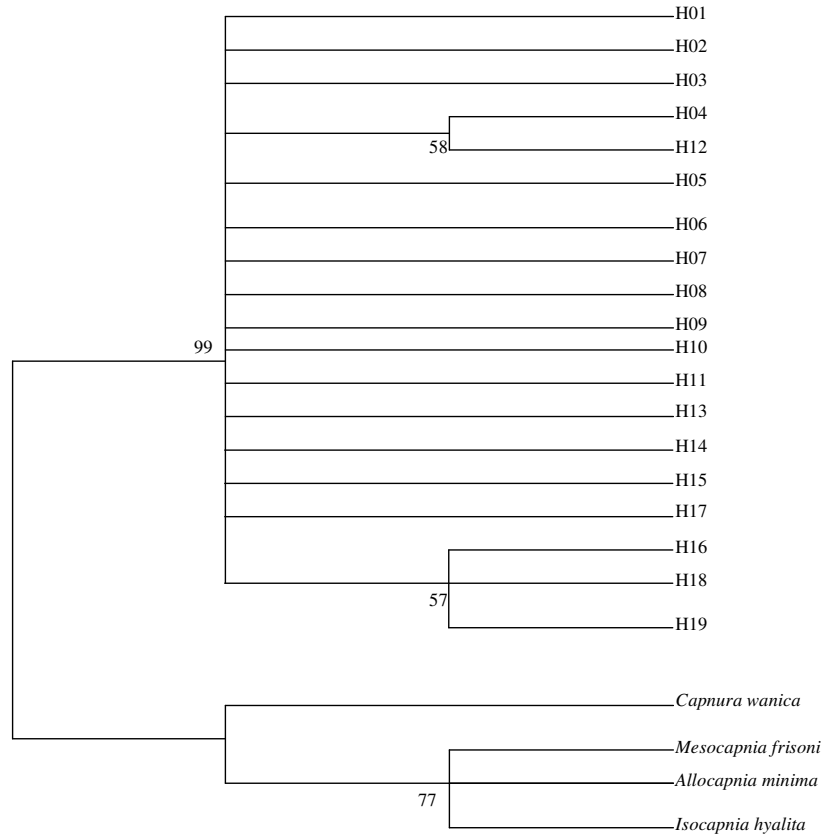 H01
H02
H03
H04
58
H12
H05
H06
H07
H08
H09
99
H10
H11
H13
H14
H15
H17
H16
H18
57
H19
Capnura wanica
Mesocapnia frisoni
Allocapnia minima
77
Isocapnia hyalita